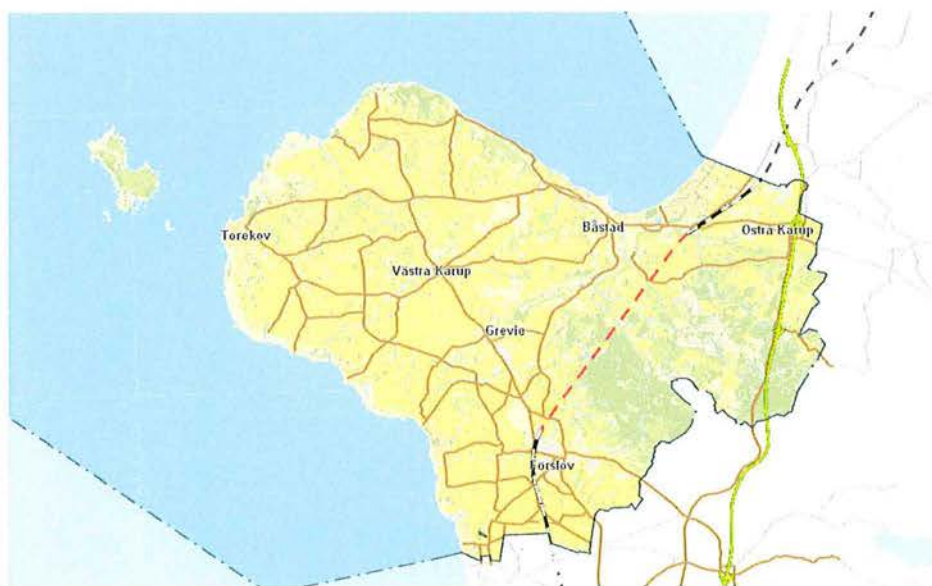 Båstad
Östra Karup
Torekov
Västra Karup
Grevie
Förslöv